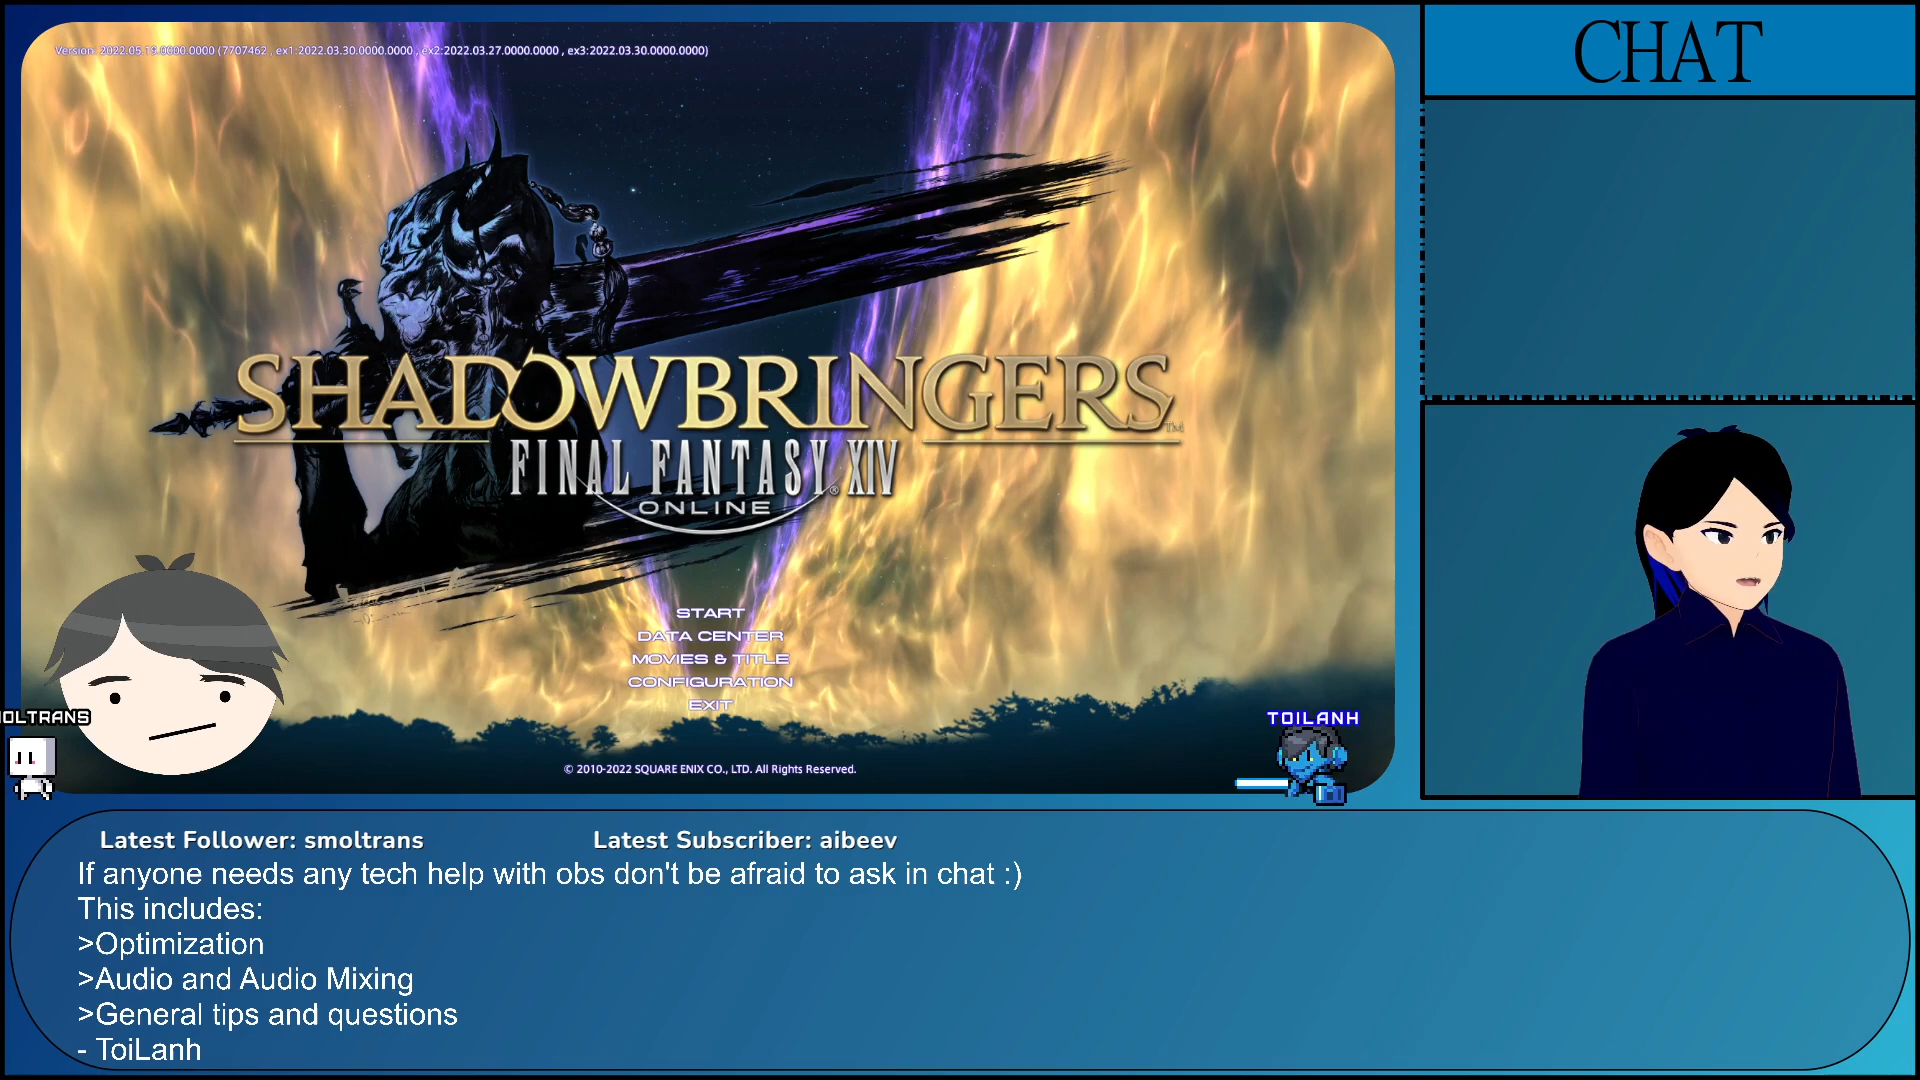 Version: 2022.05.19.0000.0000 (7707462 , ex1:2022.03.30.0000.0000 , ex2:2022.03.27.0000.0000 , ex3:2022.03.30.0000.0000)
CHAT
SHADOWBRINGERS™
FINAL FANTASY® XIV
ONLINE
START
DATA CENTER
MOVIES & TITLE
CONFIGURATION
EXIT
OLTRANS
TOILANH
© 2010-2022 SQUARE ENIX CO., LTD. All Rights Reserved.
Latest Follower: smoltrans Latest Subscriber: aibeev
If anyone needs any tech help with obs don't be afraid to ask in chat :)
This includes:
>Optimization
>Audio and Audio Mixing
>General tips and questions
- ToiLanh